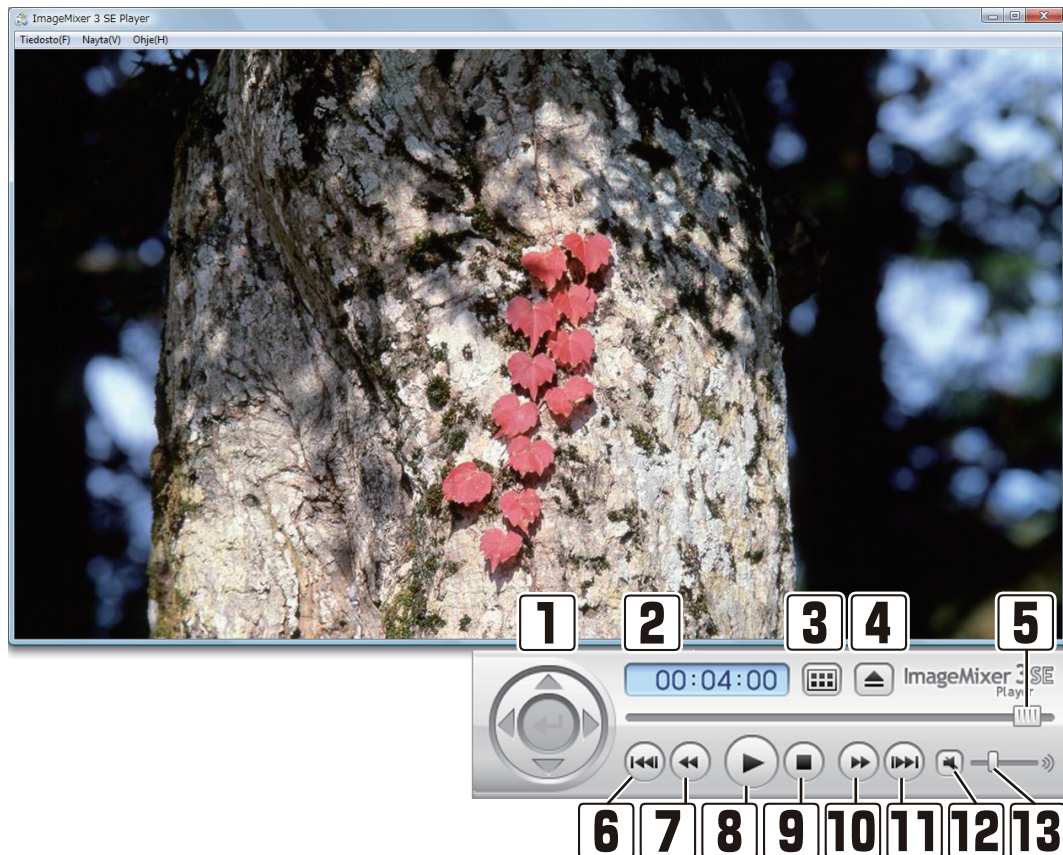 ImageMixer 3 SE Player
Tiedosto(F) Nayta(V) Ohje(H)
1 2 3 4 5
00:04:00 ImageMixer 3 SE
Player
6 7 8 9 10 11 12 13